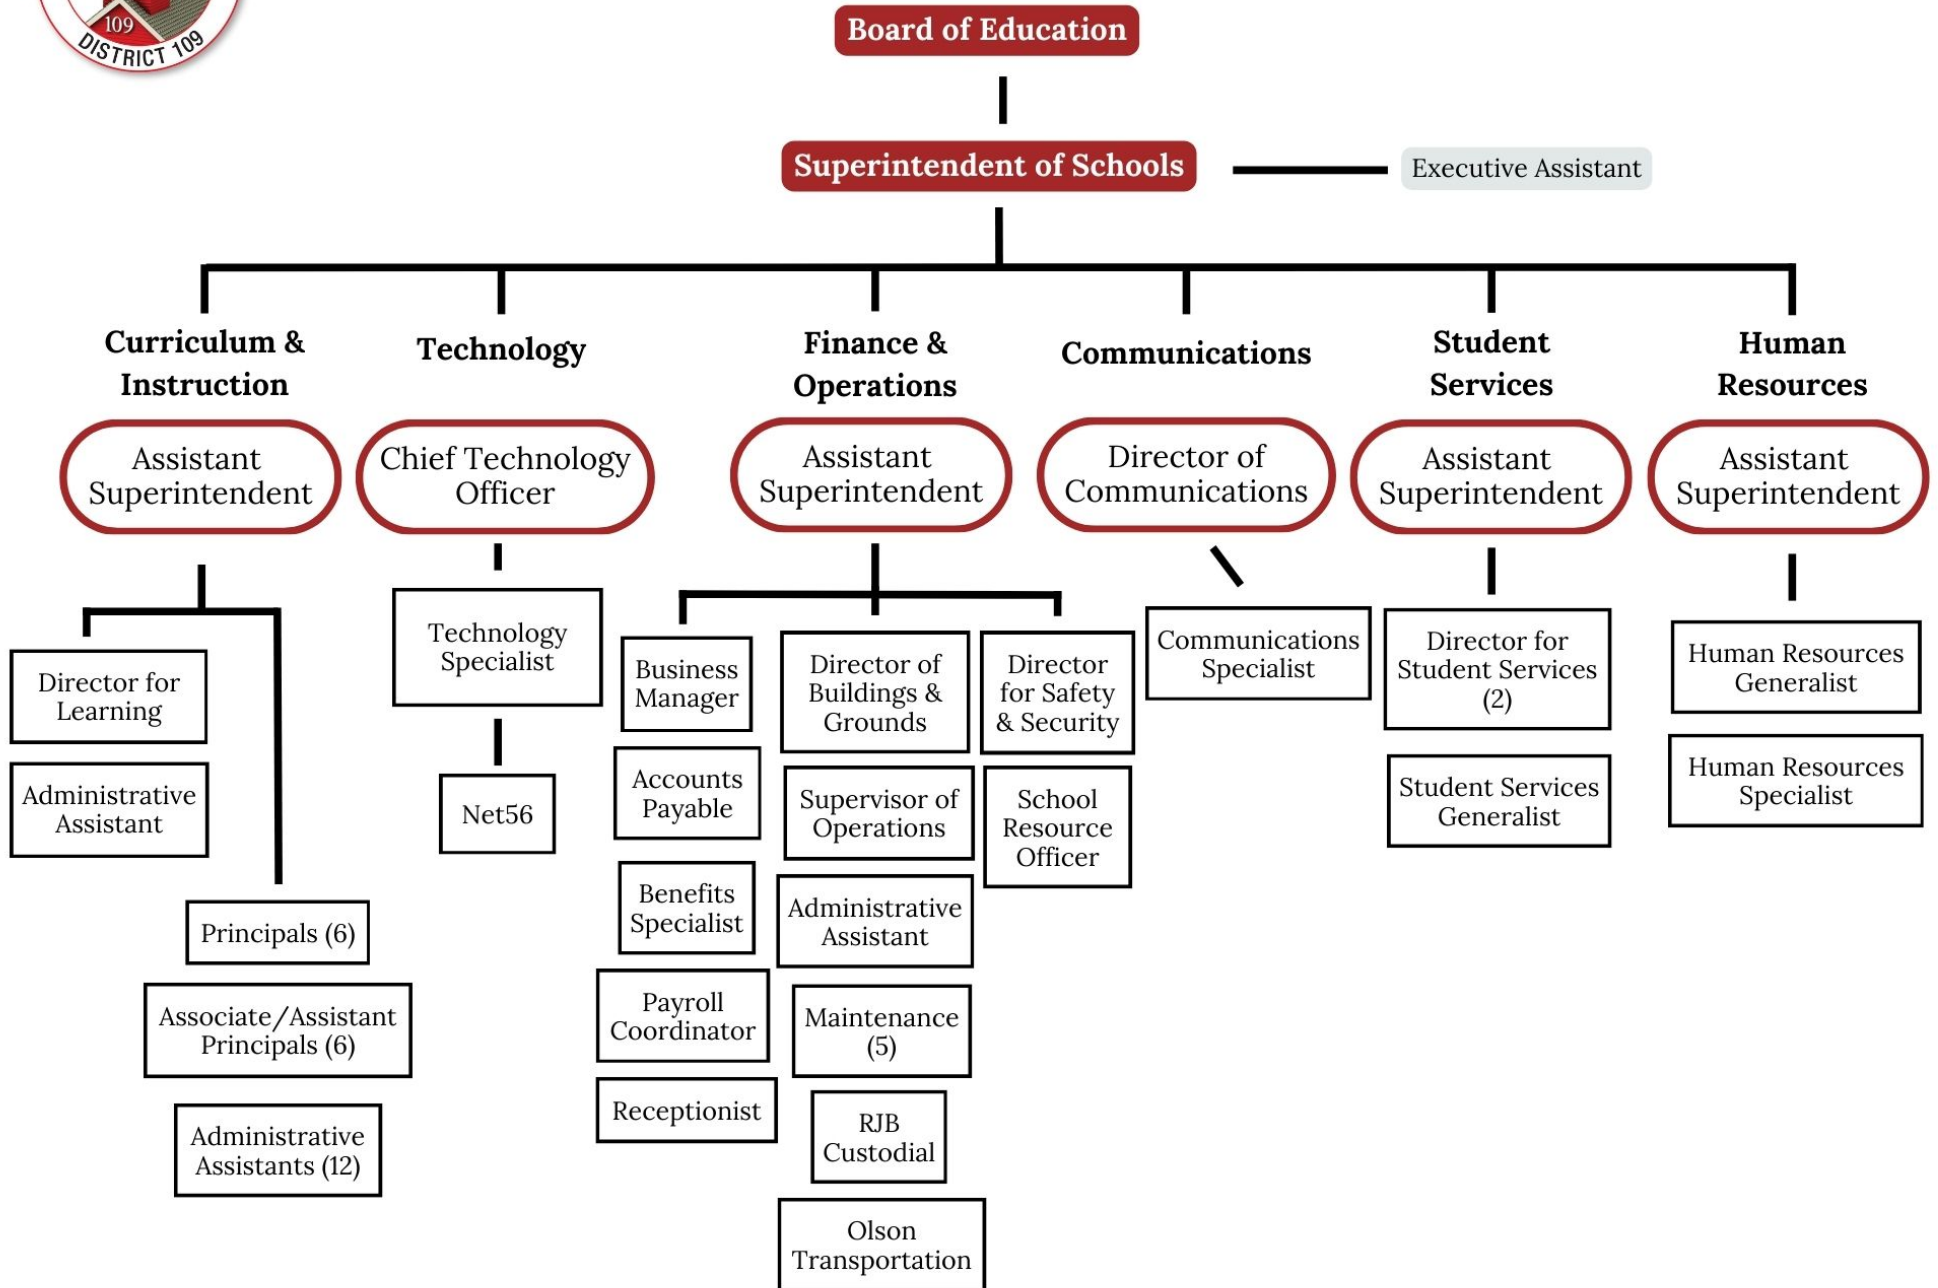 109
DISTRICT 109
Board of Education
Superintendent of Schools
Executive Assistant
Curriculum &
Instruction
Assistant
Superintendent
Director for
Learning
Administrative
Assistant
Principals (6)
Associate/Assistant
Principals (6)
Administrative
Assistants (12)
Technology
Chief Technology
Officer
Technology
Specialist
Net56
Finance &
Operations
Assistant
Superintendent
Business
Manager
Accounts
Payable
Benefits
Specialist
Payroll
Coordinator
Receptionist
Director of
Buildings &
Grounds
Supervisor of
Operations
Administrative
Assistant
Maintenance
(5)
RJB
Custodial
Olson
Transportation
Director
for Safety
& Security
School
Resource
Officer
Communications
Director of
Communications
Communications
Specialist
Student
Services
Assistant
Superintendent
Director for
Student Services
(2)
Student Services
Generalist
Human
Resources
Assistant
Superintendent
Human Resources
Generalist
Human Resources
Specialist